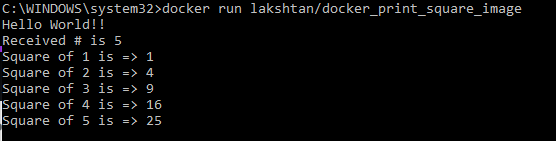 C:\WINDOWS\system32>docker run lakshtan/docker_print_square_image
Hello World!!
Received # is 5
Square of 1 is => 1
Square of 2 is => 4
Square of 3 is => 9
Square of 4 is => 16
Square of 5 is => 25